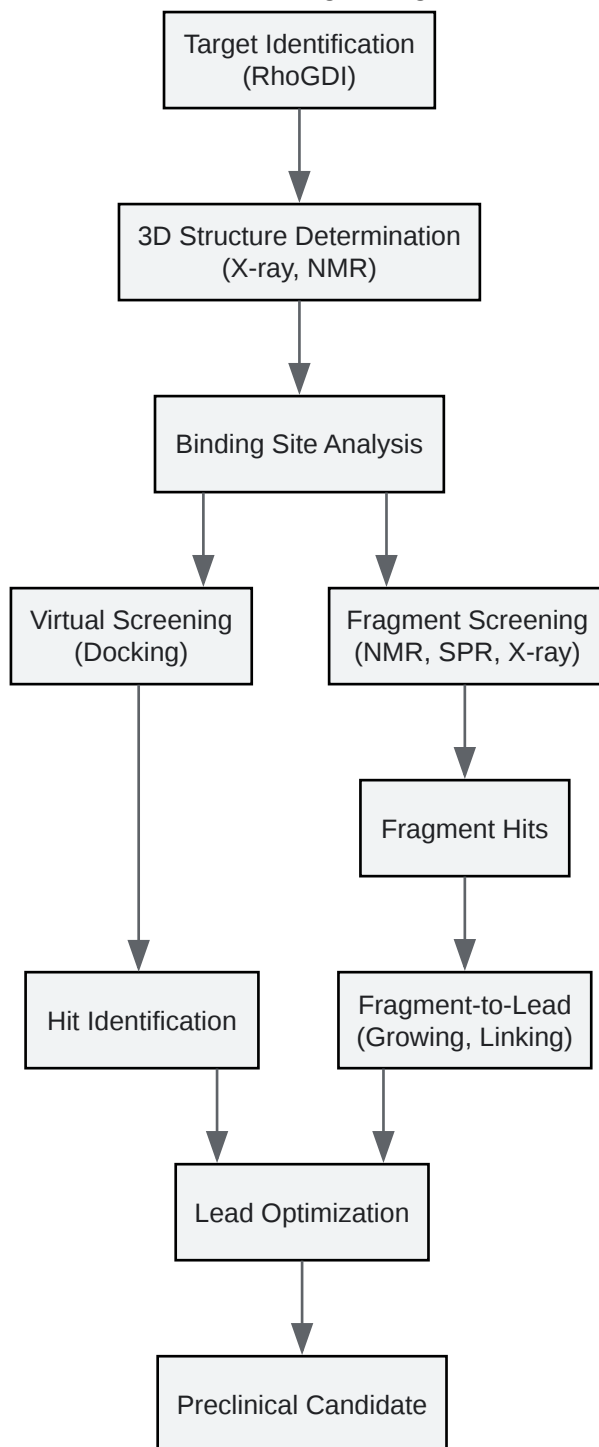 Target Identification
(RhoGDI)
3D Structure Determination
(X-ray, NMR)
Binding Site Analysis
Virtual Screening
(Docking)
Fragment Screening
(NMR, SPR, X-ray)
Fragment Hits
Hit Identification
Fragment-to-Lead
(Growing, Linking)
Lead Optimization
Preclinical Candidate